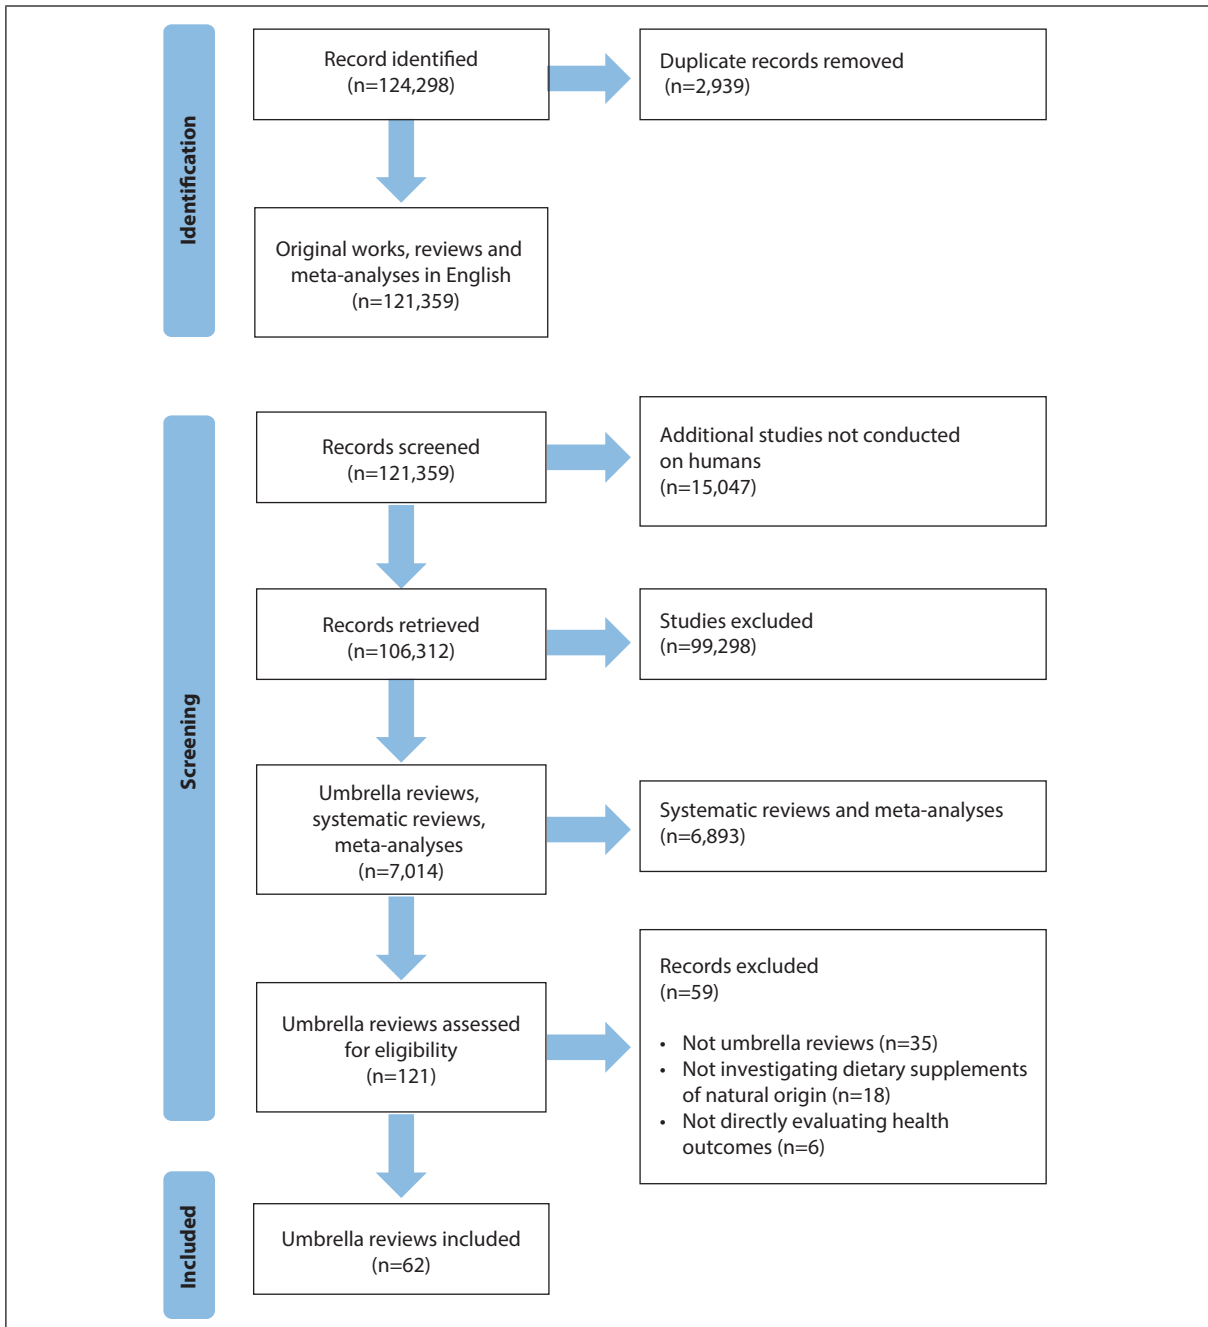 Identification
Record identified
(n=124,298)
Duplicate records removed
(n=2,939)
Original works, reviews and
meta-analyses in English
(n=121,359)
Screening
Records screened
(n=121,359)
Additional studies not conducted
on humans
(n=15,047)
Records retrieved
(n=106,312)
Studies excluded
(n=99,298)
Umbrella reviews,
systematic reviews,
meta-analyses
(n=7,014)
Systematic reviews and meta-analyses
(n=6,893)
Umbrella reviews assessed
for eligibility
(n=121)
Records excluded
(n=59)
• Not umbrella reviews (n=35)
• Not investigating dietary supplements
of natural origin (n=18)
• Not directly evaluating health
outcomes (n=6)
Included
Umbrella reviews included
(n=62)